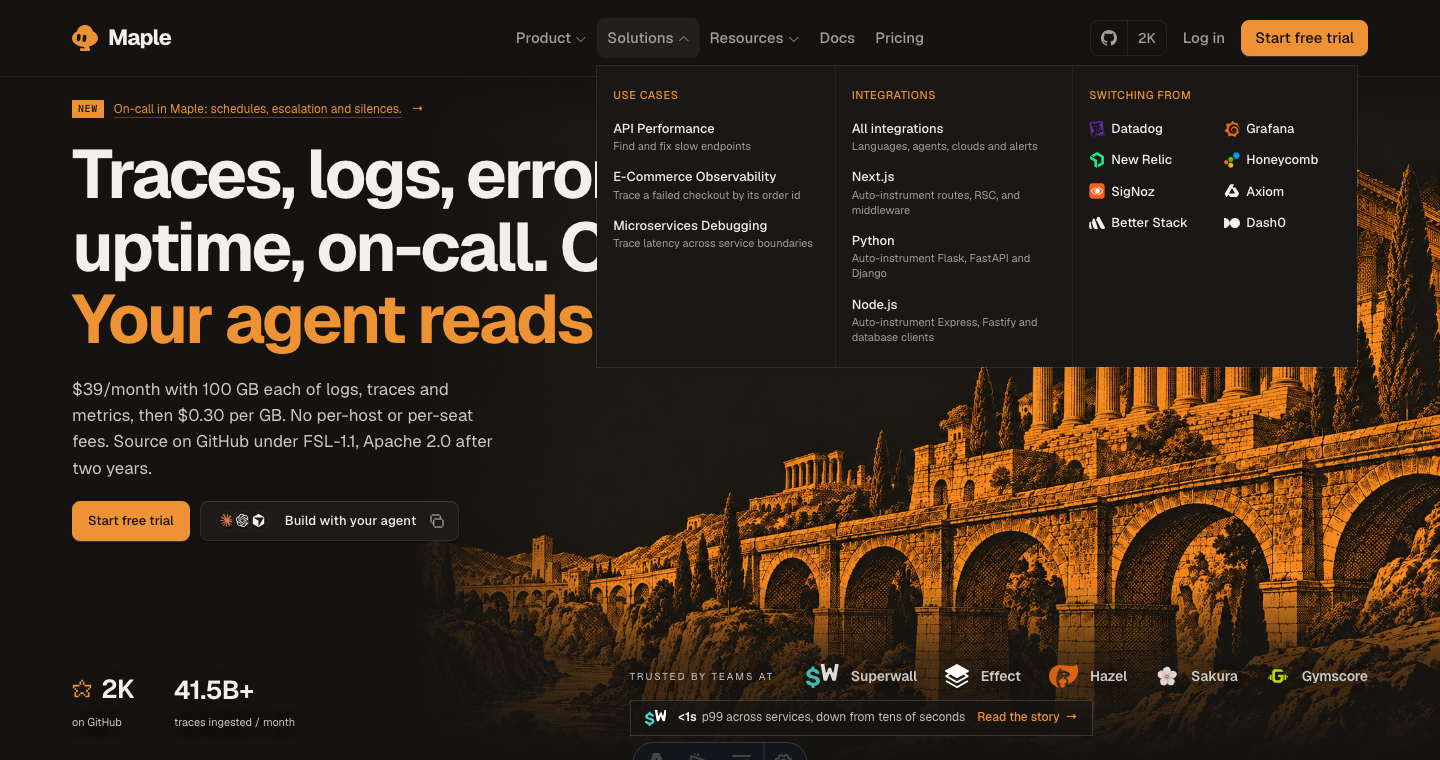 Maple
Product
Solutions
Resources
Docs
Pricing
2K
Log in
Start free trial
NEW
On-call in Maple: schedules, escalation and silences. →
Traces, logs, erro
uptime, on-call.
Your agent reads
$39/month with 100 GB each of logs, traces and
metrics, then $0.30 per GB. No per-host or per-seat
fees. Source on GitHub under FSL-1.1, Apache 2.0 after
two years.
Start free trial
Build with your agent
USE CASES
API Performance
Find and fix slow endpoints
E-Commerce Observability
Trace a failed checkout by its order id
Microservices Debugging
Trace latency across service boundaries
INTEGRATIONS
All integrations
Languages, agents, clouds and alerts
Next.js
Auto-instrument routes, RSC, and
middleware
Python
Auto-instrument Flask, FastAPI and
Django
Node.js
Auto-instrument Express, Fastify and
database clients
SWITCHING FROM
Datadog
Grafana
New Relic
Honeycomb
SigNoz
Axiom
Better Stack
Dash0
2K
on GitHub
41.5B+
traces ingested / month
TRUSTED BY TEAMS AT
$W Superwall
Effect
Hazel
Sakura
G Gymscore
$W <1s p99 across services, down from tens of seconds Read the story →